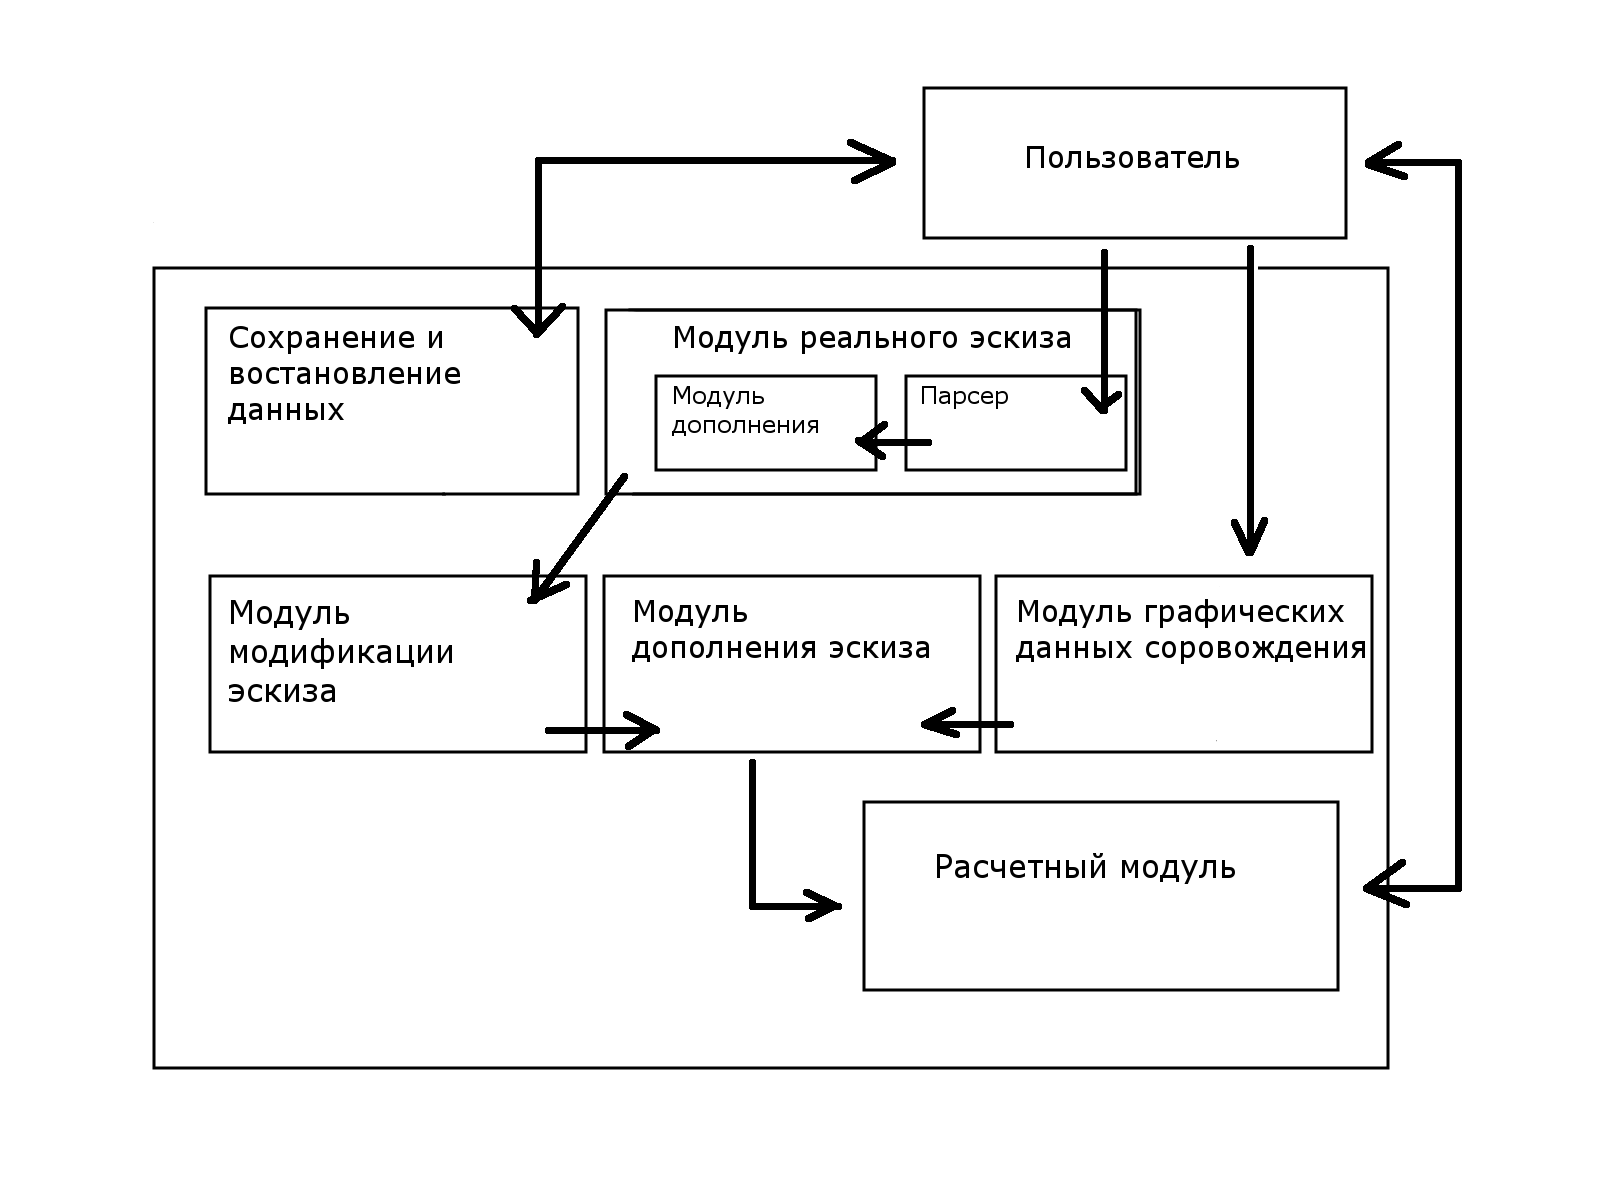 Пользователь
Сохранение и
востановление
данных
Модуль реального эскиза
Модуль
дополнения
Парсер
Модуль
модификации
эскиза
Модуль
дополнения эскиза
Модуль графических
данных соровождения
Расчетный модуль